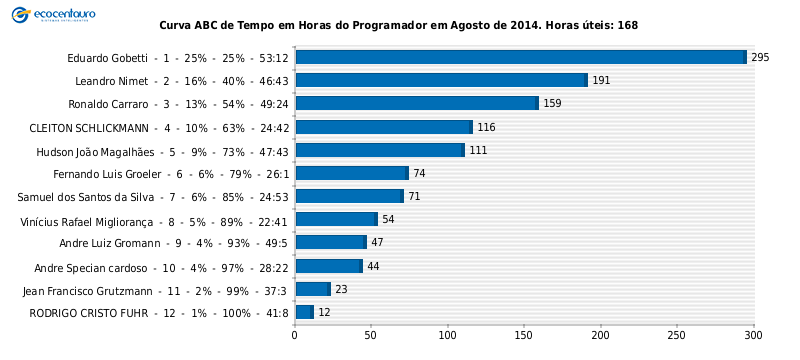 ecocentauro
Curva ABC de Tempo em Horas do Programador em Agosto de 2014. Horas úteis: 168
Eduardo Gobetti - 1 - 25% - 25% - 53:12 295
Leandro Nimet - 2 - 16% - 40% - 46:43 191
Ronaldo Carraro - 3 - 13% - 54% - 49:24 159
CLEITON SCHLICKMANN - 4 - 10% - 63% - 24:42 116
Hudson João Magalhães - 5 - 9% - 73% - 47:43 111
Fernando Luis Groeler - 6 - 6% - 79% - 26:1 74
Samuel dos Santos da Silva - 7 - 6% - 85% - 24:53 71
Vinícius Rafael Migliorança - 8 - 5% - 89% - 22:41 54
Andre Luiz Gromann - 9 - 4% - 93% - 49:5 47
Andre Specian cardoso - 10 - 4% - 97% - 28:22 44
Jean Francisco Grutzmann - 11 - 2% - 99% - 37:3 23
RODRIGO CRISTO FUHR - 12 - 1% - 100% - 41:8 12
0 50 100 150 200 250 300